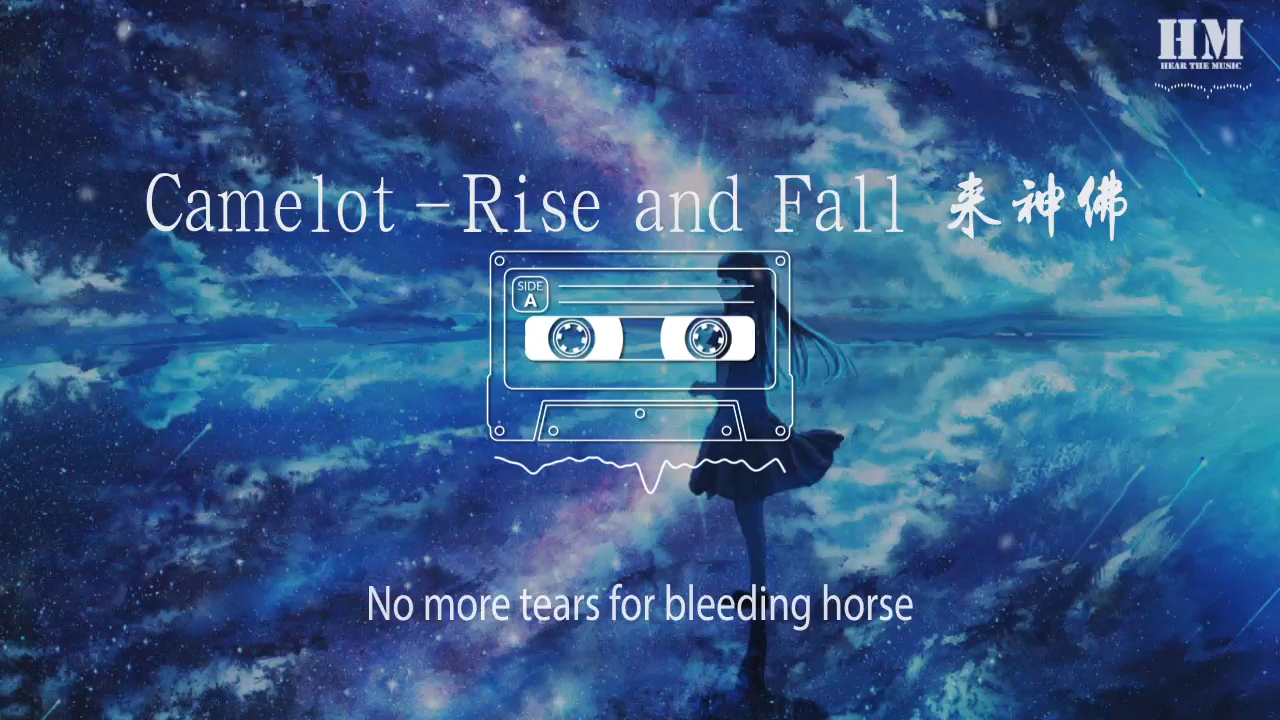 HM
HEAR THE MUSIC
Camelot -Rise and Fall 来神佛
SIDE
A
No more tears for bleeding horse